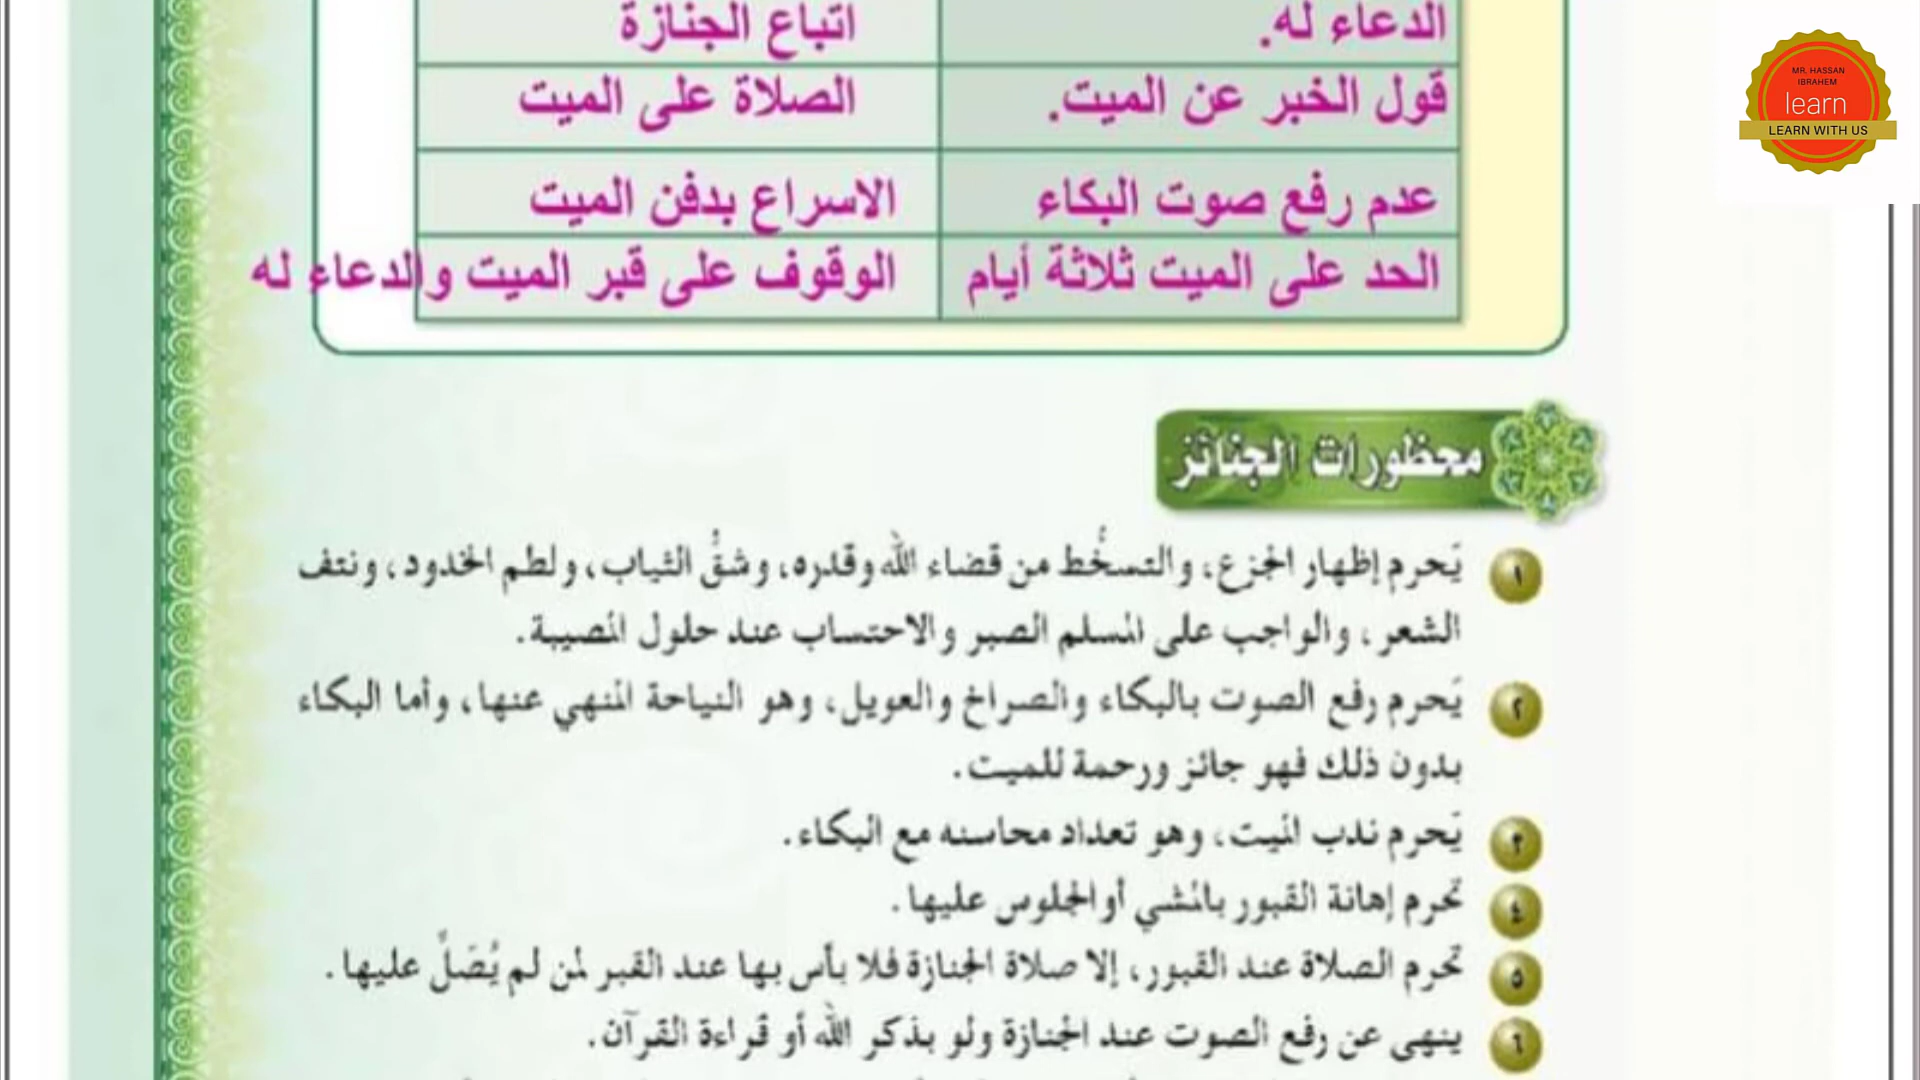 الدعاء له.
اتباع الجنازة
قول الخبر عن الميت.
الصلاة على الميت
عدم رفع صوت البكاء
الاسراع بدفن الميت
الحد على الميت ثلاثة أيام
الوقوف على قبر الميت والدعاء له
MR. HASSAN
IBRAHEM
learn
LEARN WITH US
محظورات الجنائز
١ يَحرم إظهار الجزع، والتسخُّط من قضاء الله وقدره، وشقُّ الثياب، ولطم الخدود، ونتف
الشعر، والواجب على المسلم الصبر والاحتساب عند حلول المصيبة.
٢ يَحرم رفع الصوت بالبكاء والصراخ والعويل، وهو النياحة المنهي عنها، وأما البكاء
بدون ذلك فهو جائز ورحمة للميت.
٣ يَحرم ندب الميت، وهو تعداد محاسنه مع البكاء.
٤ تحرم إهانة القبور بالمشي أو الجلوس عليها.
٥ تحرم الصلاة عند القبور، إلا صلاة الجنازة فلا بأس بها عند القبر لمن لم يُصَلِّ عليها.
٦ ينهى عن رفع الصوت عند الجنازة ولو بذكر الله أو قراءة القرآن.